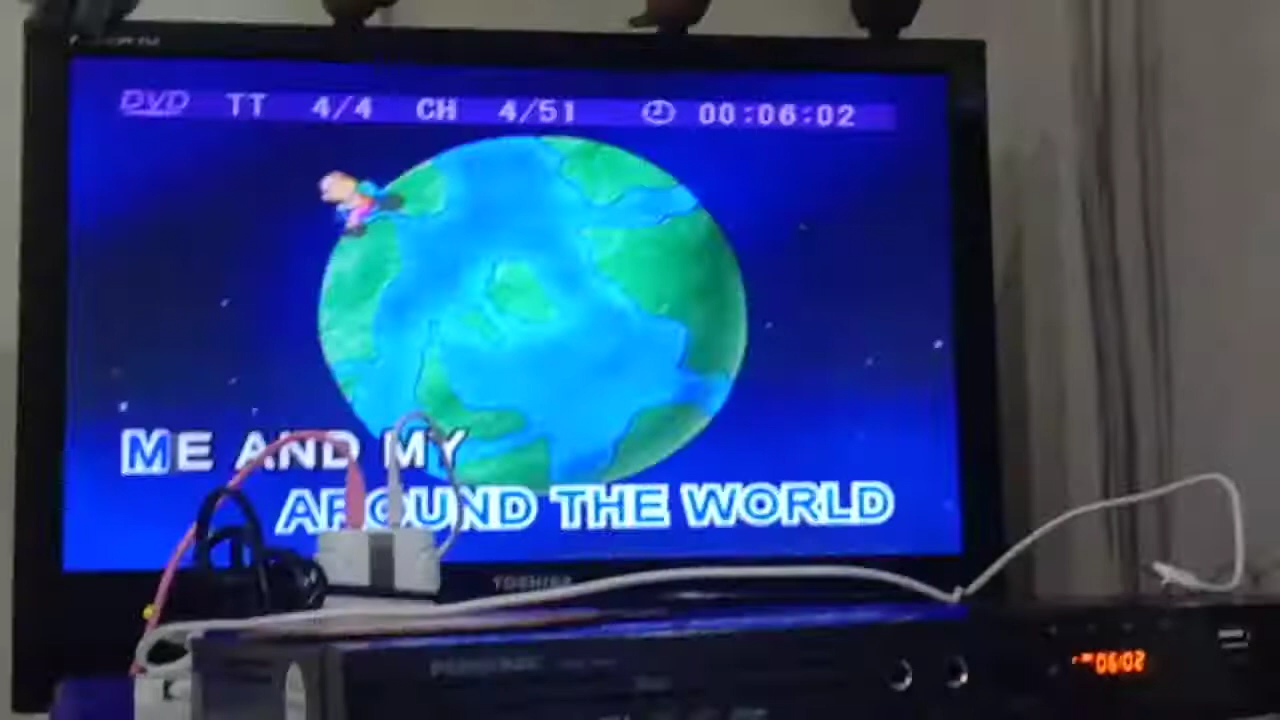 DVD TT 4/4 CH 4/51 00:06:02
ME AND MY
AROUND THE WORLD
TOSHIBA
06:02